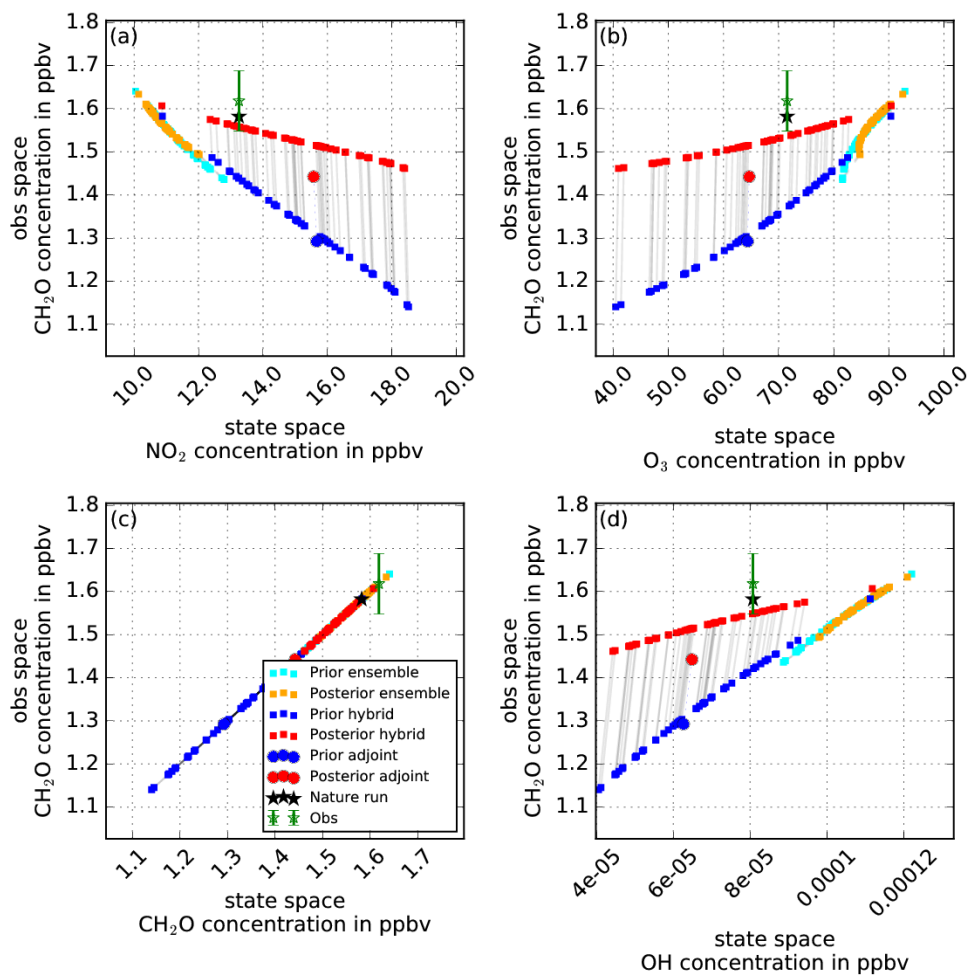 (a)
1.8
1.7
1.6
1.5
1.4
1.3
1.2
1.1
obs space
CH₂O concentration in ppbv
10.0
12.0
14.0
16.0
18.0
20.0
state space
NO₂ concentration in ppbv
(b)
1.8
1.7
1.6
1.5
1.4
1.3
1.2
1.1
obs space
CH₂O concentration in ppbv
40.0
50.0
60.0
70.0
80.0
90.0
100.0
state space
O₃ concentration in ppbv
(c)
1.8
1.7
1.6
1.5
1.4
1.3
1.2
1.1
obs space
CH₂O concentration in ppbv
Prior ensemble
Posterior ensemble
Prior hybrid
Posterior hybrid
Prior adjoint
Posterior adjoint
Nature run
Obs
1.1
1.2
1.3
1.4
1.5
1.6
1.7
state space
CH₂O concentration in ppbv
(d)
1.8
1.7
1.6
1.5
1.4
1.3
1.2
1.1
obs space
CH₂O concentration in ppbv
4e-05
6e-05
8e-05
0.0001
0.00012
state space
OH concentration in ppbv